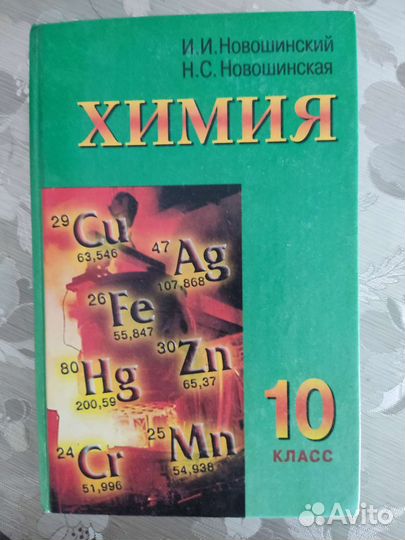 И.И.Новошинский
Н.С.Новошинская
ХИМИЯ
29 Cu
63,546
47 Ag
107,868
26 Fe
55,847
30 Zn
65,37
80 Hg
200,59
25 Mn
54,938
24 Cr
51,996
10
КЛАСС
Avito